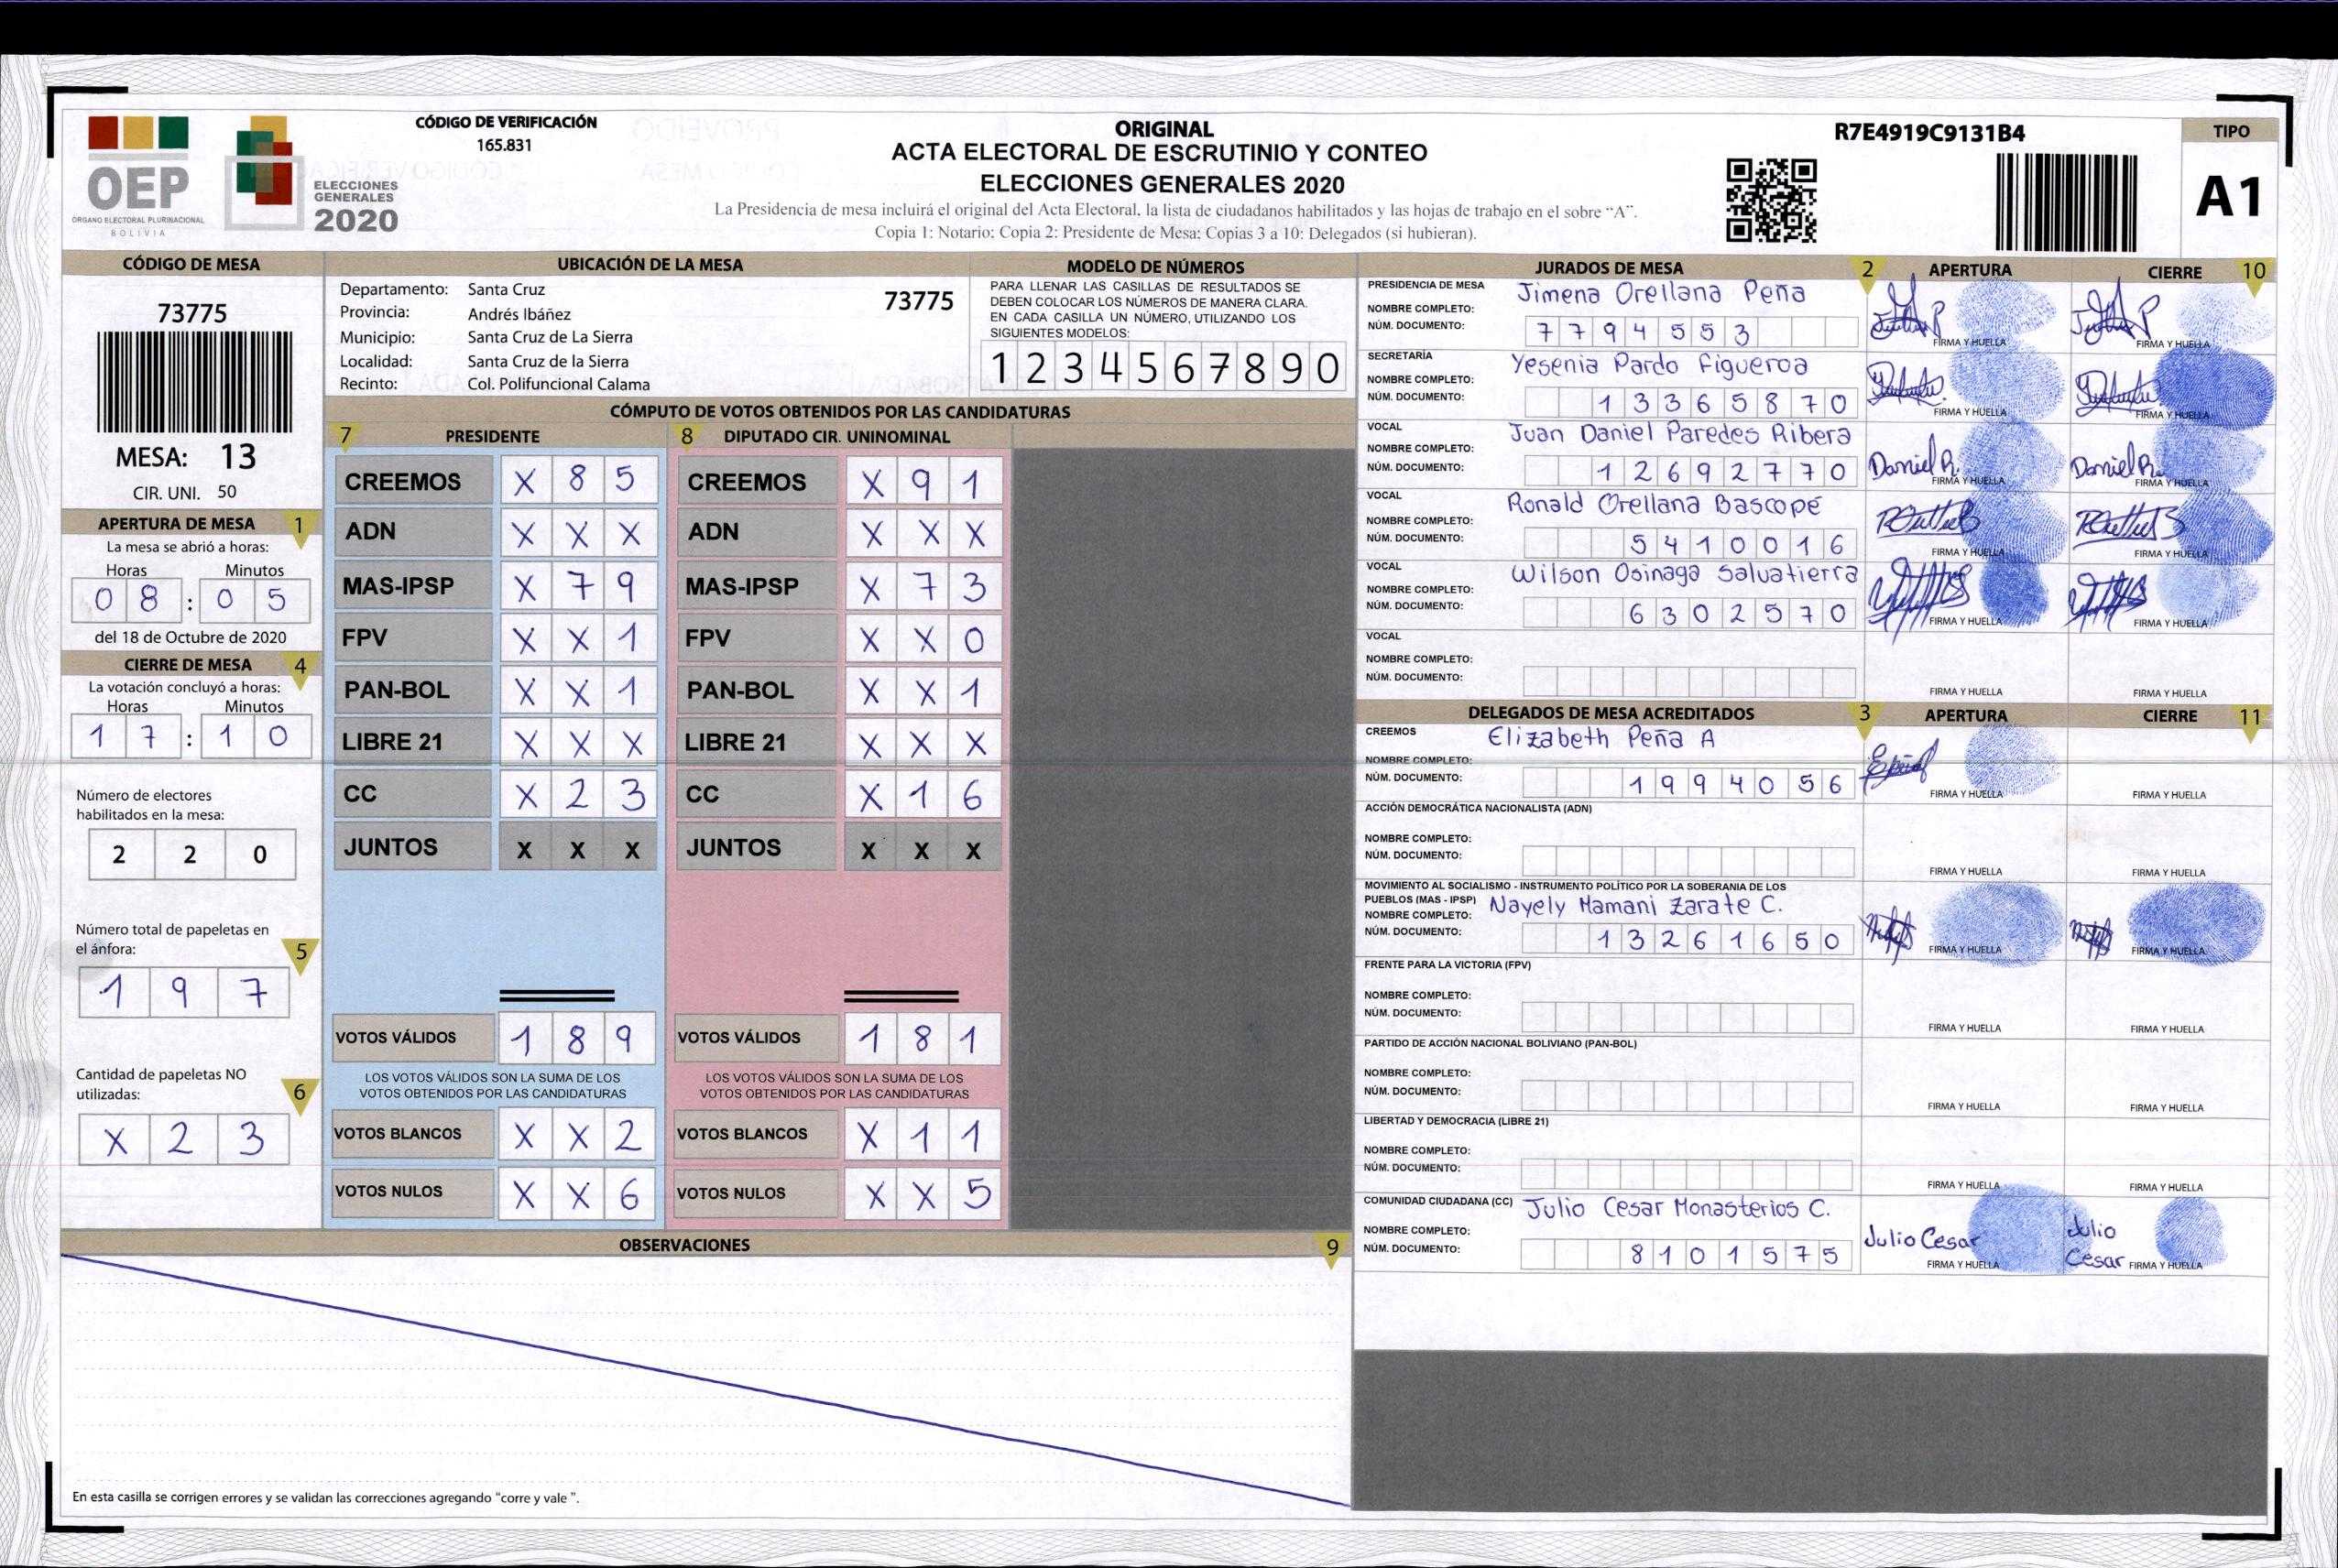 CÓDIGO DE VERIFICACIÓN
165.831
OEP
ÓRGANO ELECTORAL PLURINACIONAL
BOLIVIA
ELECCIONES
GENERALES
2020
ORIGINAL
ACTA ELECTORAL DE ESCRUTINIO Y CONTEO
ELECCIONES GENERALES 2020
La Presidencia de mesa incluirá el original del Acta Electoral, la lista de ciudadanos habilitados y las hojas de trabajo en el sobre "A".
Copia 1: Notario; Copia 2: Presidente de Mesa; Copias 3 a 10: Delegados (si hubieran).
R7E4919C9131B4
TIPO
A1
CÓDIGO DE MESA
73775
MESA: 13
CIR. UNI. 50
APERTURA DE MESA 1
La mesa se abrió a horas:
Horas Minutos
0 8 : 0 5
del 18 de Octubre de 2020
CIERRE DE MESA 4
La votación concluyó a horas:
Horas Minutos
1 7 : 1 0
Número de electores
habilitados en la mesa:
2 2 0
Número total de papeletas en
el ánfora: 5
1 9 7
Cantidad de papeletas NO
utilizadas: 6
X 2 3
UBICACIÓN DE LA MESA
Departamento: Santa Cruz 73775
Provincia: Andrés Ibáñez
Municipio: Santa Cruz de La Sierra
Localidad: Santa Cruz de la Sierra
Recinto: Col. Polifuncional Calama
MODELO DE NÚMEROS
PARA LLENAR LAS CASILLAS DE RESULTADOS SE
DEBEN COLOCAR LOS NÚMEROS DE MANERA CLARA.
EN CADA CASILLA UN NÚMERO, UTILIZANDO LOS
SIGUIENTES MODELOS:
1 2 3 4 5 6 7 8 9 0
CÓMPUTO DE VOTOS OBTENIDOS POR LAS CANDIDATURAS
7 PRESIDENTE
CREEMOS X 8 5
ADN X X X
MAS-IPSP X 7 9
FPV X X 1
PAN-BOL X X 1
LIBRE 21 X X X
CC X 2 3
JUNTOS X X X
VOTOS VÁLIDOS 1 8 9
LOS VOTOS VÁLIDOS SON LA SUMA DE LOS
VOTOS OBTENIDOS POR LAS CANDIDATURAS
VOTOS BLANCOS X X 2
VOTOS NULOS X X 6
8 DIPUTADO CIR. UNINOMINAL
CREEMOS X 9 1
ADN X X X
MAS-IPSP X 7 3
FPV X X 0
PAN-BOL X X 1
LIBRE 21 X X X
CC X 1 6
JUNTOS X X X
VOTOS VÁLIDOS 1 8 1
LOS VOTOS VÁLIDOS SON LA SUMA DE LOS
VOTOS OBTENIDOS POR LAS CANDIDATURAS
VOTOS BLANCOS X 1 1
VOTOS NULOS X X 5
OBSERVACIONES 9
En esta casilla se corrigen errores y se validan las correcciones agregando "corre y vale ".
JURADOS DE MESA 2 APERTURA CIERRE 10
PRESIDENCIA DE MESA Jimena Orellana Peña
NOMBRE COMPLETO:
NÚM. DOCUMENTO: 7 7 9 4 5 5 3
FIRMA Y HUELLA FIRMA Y HUELLA
SECRETARÍA Yesenia Pardo Figueroa
NOMBRE COMPLETO:
NÚM. DOCUMENTO: 1 3 3 6 5 8 7 0
FIRMA Y HUELLA FIRMA Y HUELLA
VOCAL Juan Daniel Paredes Ribera
NOMBRE COMPLETO:
NÚM. DOCUMENTO: 1 2 6 9 2 7 7 0 Daniel R. Daniel R.
FIRMA Y HUELLA FIRMA Y HUELLA
VOCAL Ronald Orellana Bascopé
NOMBRE COMPLETO:
NÚM. DOCUMENTO: 5 4 1 0 0 1 6
FIRMA Y HUELLA FIRMA Y HUELLA
VOCAL Wilson Osinaga Salvatierra
NOMBRE COMPLETO:
NÚM. DOCUMENTO: 6 3 0 2 5 7 0
FIRMA Y HUELLA FIRMA Y HUELLA
VOCAL
NOMBRE COMPLETO:
NÚM. DOCUMENTO:
FIRMA Y HUELLA FIRMA Y HUELLA
DELEGADOS DE MESA ACREDITADOS 3 APERTURA CIERRE 11
CREEMOS Elizabeth Peña A
NOMBRE COMPLETO:
NÚM. DOCUMENTO: 1 9 9 4 0 5 6
FIRMA Y HUELLA FIRMA Y HUELLA
ACCIÓN DEMOCRÁTICA NACIONALISTA (ADN)
NOMBRE COMPLETO:
NÚM. DOCUMENTO:
FIRMA Y HUELLA FIRMA Y HUELLA
MOVIMIENTO AL SOCIALISMO - INSTRUMENTO POLÍTICO POR LA SOBERANIA DE LOS
PUEBLOS (MAS - IPSP) Nayely Mamani Zarate C.
NOMBRE COMPLETO:
NÚM. DOCUMENTO: 1 3 2 6 1 6 5 0
FIRMA Y HUELLA FIRMA Y HUELLA
FRENTE PARA LA VICTORIA (FPV)
NOMBRE COMPLETO:
NÚM. DOCUMENTO:
FIRMA Y HUELLA FIRMA Y HUELLA
PARTIDO DE ACCIÓN NACIONAL BOLIVIANO (PAN-BOL)
NOMBRE COMPLETO:
NÚM. DOCUMENTO:
FIRMA Y HUELLA FIRMA Y HUELLA
LIBERTAD Y DEMOCRACIA (LIBRE 21)
NOMBRE COMPLETO:
NÚM. DOCUMENTO:
FIRMA Y HUELLA FIRMA Y HUELLA
COMUNIDAD CIUDADANA (CC) Julio Cesar Monasterios C.
NOMBRE COMPLETO:
NÚM. DOCUMENTO: 8 1 0 1 5 7 5 Julio Cesar Julio Cesar
FIRMA Y HUELLA FIRMA Y HUELLA